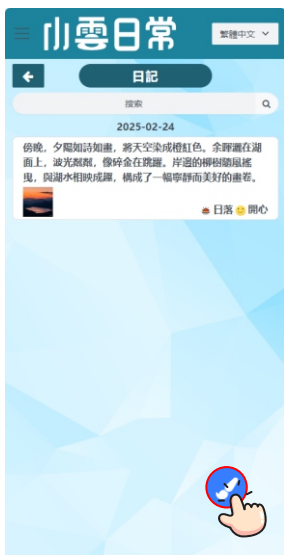 小雲日常
繁體中文
日記
搜索
2025-02-24
傍晚，夕陽如詩如畫，將天空染成橙紅色。余暉灑在湖
面上，波光粼粼，像碎金在跳躍。岸邊的柳樹隨風搖
曳，與湖水相映成趣，構成了一幅寧靜而美好的畫卷。
日落 開心